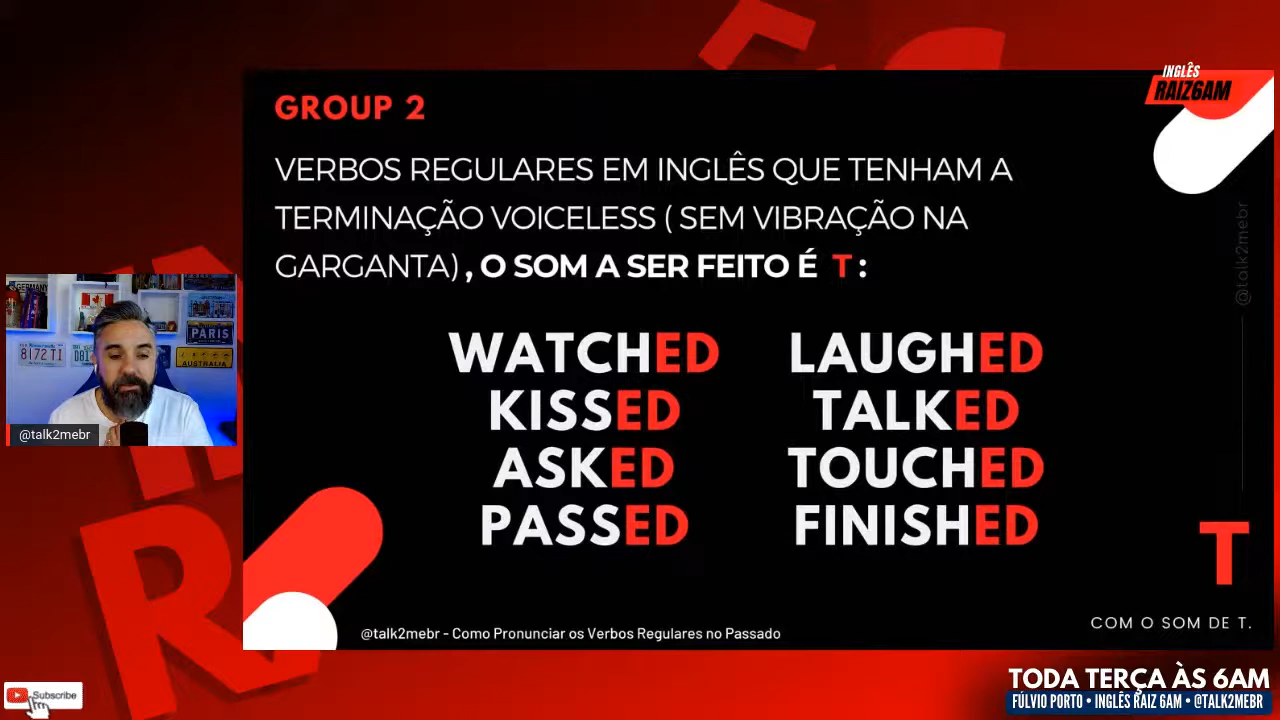 INGLÊS
RAIZ6AM
GROUP 2
VERBOS REGULARES EM INGLÊS QUE TENHAM A
TERMINAÇÃO VOICELESS ( SEM VIBRAÇÃO NA
GARGANTA) , O SOM A SER FEITO É T :
@talk2mebr
WATCHED
LAUGHED
KISSED
TALKED
ASKED
TOUCHED
PASSED
FINISHED
GERMANY
PARIS
8172 TI
AUSTRALIA
@talk2mebr
T
COM O SOM DE T.
@talk2mebr - Como Pronunciar os Verbos Regulares no Passado
Subscribe
TODA TERÇA ÀS 6AM
FÚLVIO PORTO • INGLÊS RAIZ 6AM • @TALK2MEBR
R